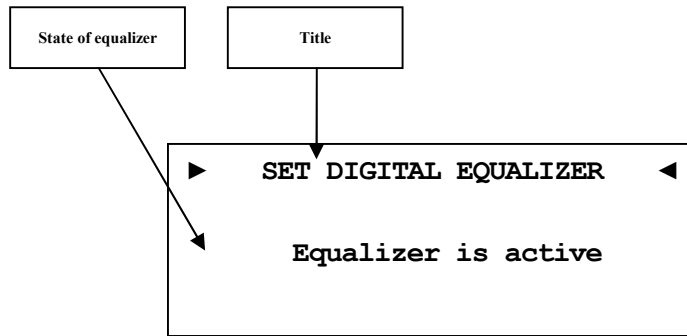 State of equalizer
Title
► SET DIGITAL EQUALIZER ◄
Equalizer is active